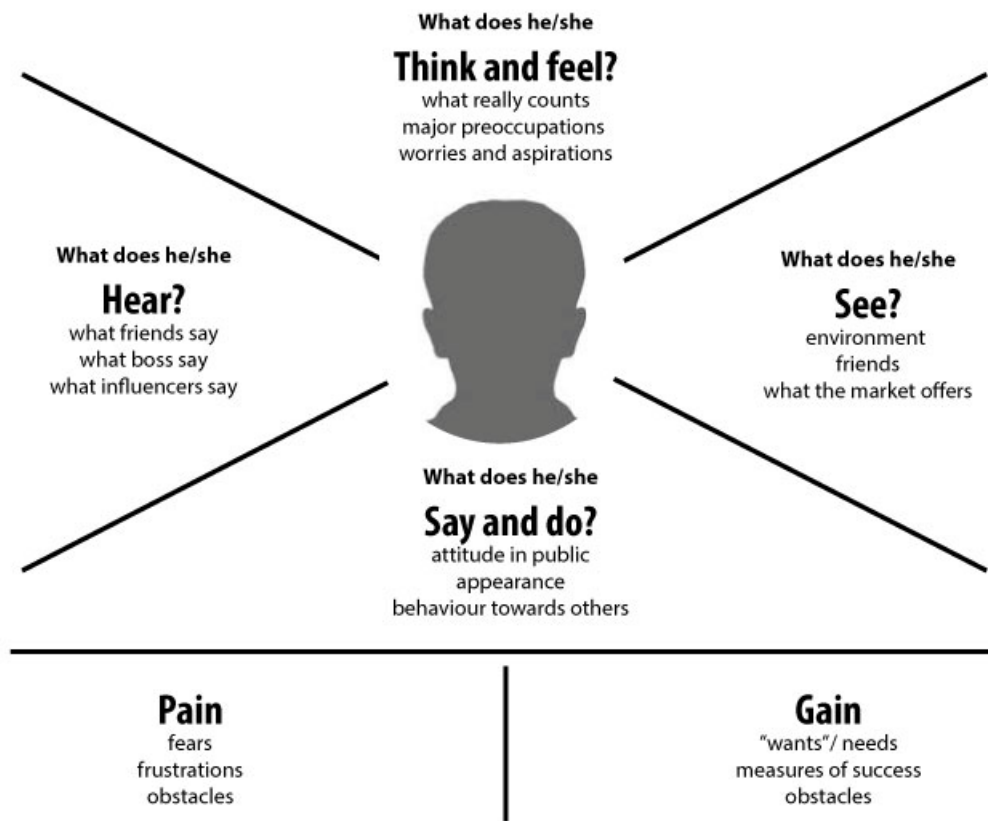 What does he/she
Think and feel?
what really counts
major preoccupations
worries and aspirations
What does he/she
Hear?
what friends say
what boss say
what influencers say
What does he/she
See?
environment
friends
what the market offers
What does he/she
Say and do?
attitude in public
appearance
behaviour towards others
Pain
fears
frustrations
obstacles
Gain
“wants”/ needs
measures of success
obstacles